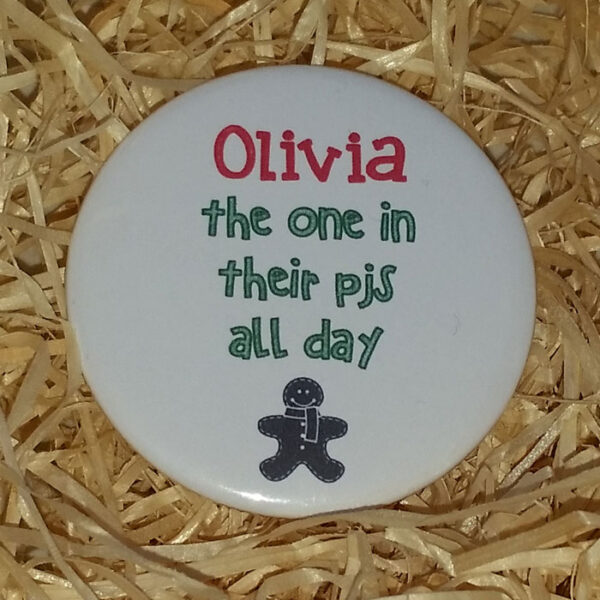 Olivia
the one in
their pjs
all day